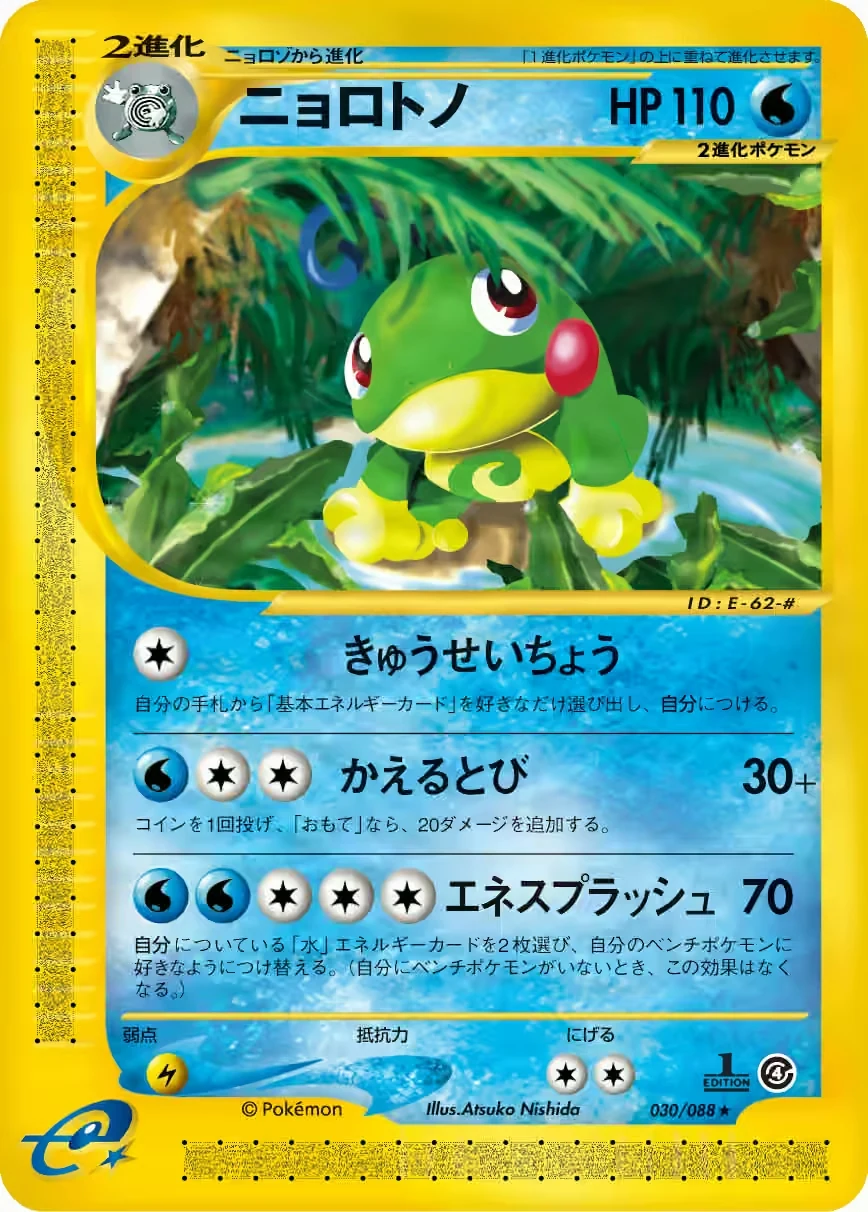 2進化
ニョロゾから進化
「1進化ポケモン」の上に重ねて進化させます。
ニョロトノ
HP 110
2進化ポケモン
ID:E-62-#
きゅうせいちょう
自分の手札から「基本エネルギーカード」を好きなだけ選び出し、自分につける。
かえるとび 30+
コインを1回投げ、「おもて」なら、20ダメージを追加する。
エネスプラッシュ 70
自分についている「水」エネルギーカードを2枚選び、自分のベンチポケモンに
好きなようにつけ替える。（自分にベンチポケモンがいないとき、この効果はなく
なる。）
弱点 抵抗力 にげる
1
EDITION
4
© Pokémon
Illus.Atsuko Nishida
030/088★
e